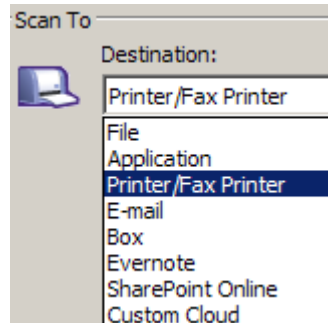 Scan To
Destination:
Printer/Fax Printer
File
Application
Printer/Fax Printer
E-mail
Box
Evernote
SharePoint Online
Custom Cloud